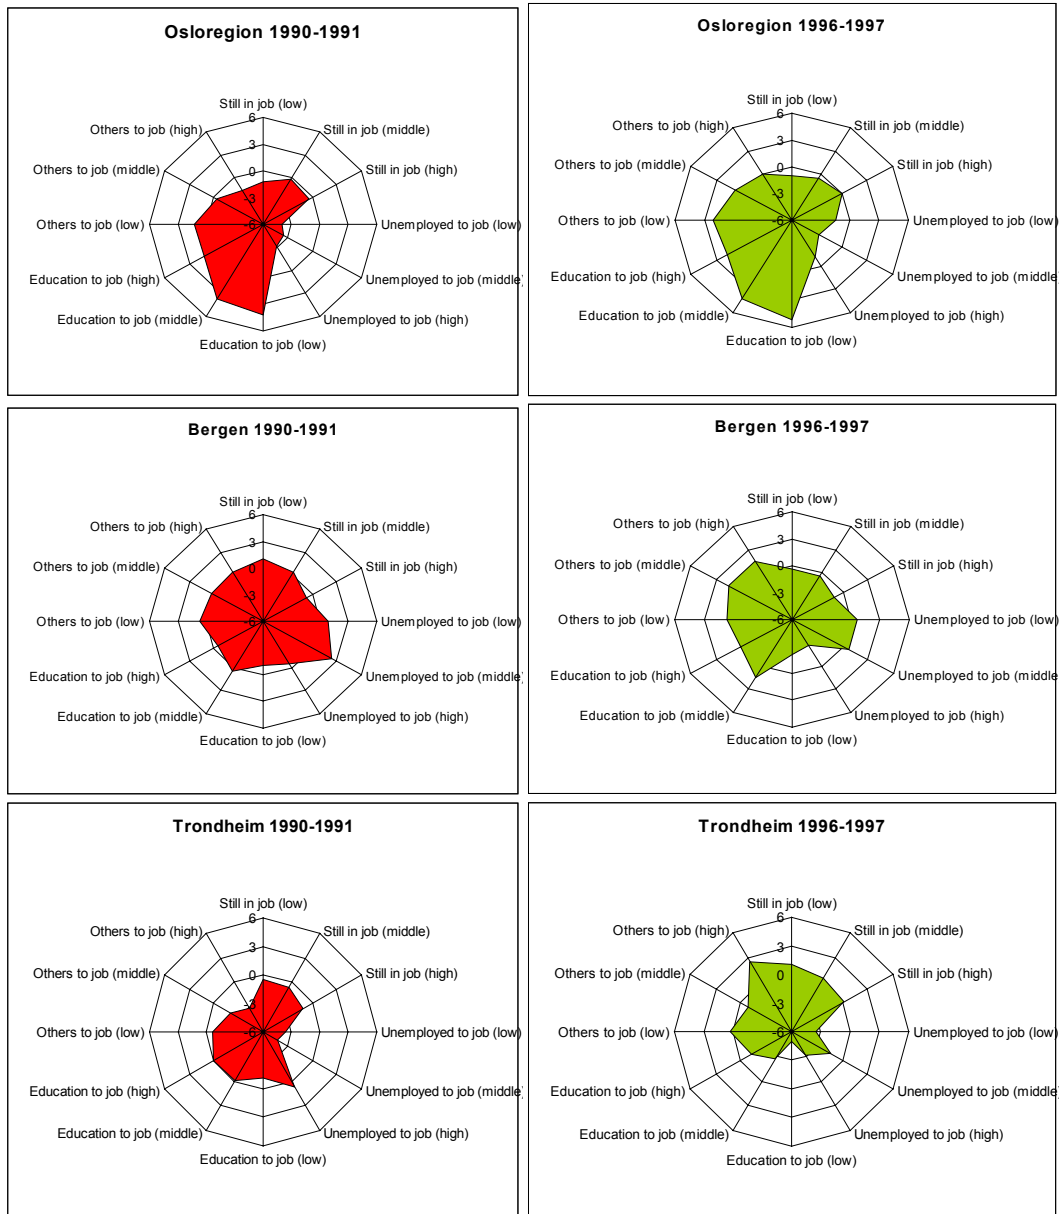 Osloregion 1990-1991
Still in job (low)
6
Others to job (high)
Still in job (middle)
3
Others to job (middle)
Still in job (high)
0
-3
Others to job (low)
-6
Unemployed to job (low)
Education to job (high)
Unemployed to job (middle)
Education to job (middle)
Unemployed to job (high)
Education to job (low)
Osloregion 1996-1997
Still in job (low)
6
Others to job (high)
Still in job (middle)
3
Others to job (middle)
Still in job (high)
0
-3
Others to job (low)
-6
Unemployed to job (low)
Education to job (high)
Unemployed to job (middle)
Education to job (middle)
Unemployed to job (high)
Education to job (low)
Bergen 1990-1991
Still in job (low)
6
Others to job (high)
Still in job (middle)
3
Others to job (middle)
Still in job (high)
0
-3
Others to job (low)
-6
Unemployed to job (low)
Education to job (high)
Unemployed to job (middle)
Education to job (middle)
Unemployed to job (high)
Education to job (low)
Bergen 1996-1997
Still in job (low)
6
Others to job (high)
Still in job (middle)
3
Others to job (middle)
Still in job (high)
0
-3
Others to job (low)
-6
Unemployed to job (low)
Education to job (high)
Unemployed to job (middle)
Education to job (middle)
Unemployed to job (high)
Education to job (low)
Trondheim 1990-1991
Still in job (low)
6
Others to job (high)
Still in job (middle)
3
Others to job (middle)
Still in job (high)
0
-3
Others to job (low)
-6
Unemployed to job (low)
Education to job (high)
Unemployed to job (middle)
Education to job (middle)
Unemployed to job (high)
Education to job (low)
Trondheim 1996-1997
Still in job (low)
6
Others to job (high)
Still in job (middle)
3
Others to job (middle)
Still in job (high)
0
-3
Others to job (low)
-6
Unemployed to job (low)
Education to job (high)
Unemployed to job (middle)
Education to job (middle)
Unemployed to job (high)
Education to job (low)